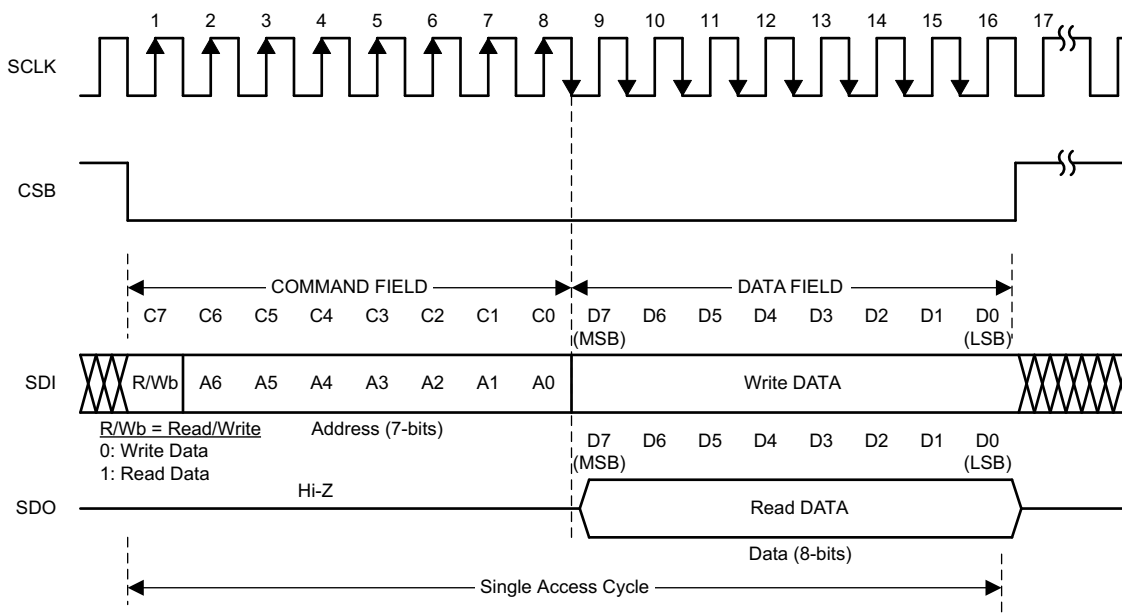 1 2 3 4 5 6 7 8 9 10 11 12 13 14 15 16 17
SCLK
CSB
COMMAND FIELD DATA FIELD
C7 C6 C5 C4 C3 C2 C1 C0 D7 D6 D5 D4 D3 D2 D1 D0
(MSB) (LSB)
SDI R/Wb A6 A5 A4 A3 A2 A1 A0 Write DATA
R/Wb = Read/Write Address (7-bits)
0: Write Data
1: Read Data
D7 D6 D5 D4 D3 D2 D1 D0
(MSB) (LSB)
Hi-Z
SDO Read DATA
Data (8-bits)
Single Access Cycle